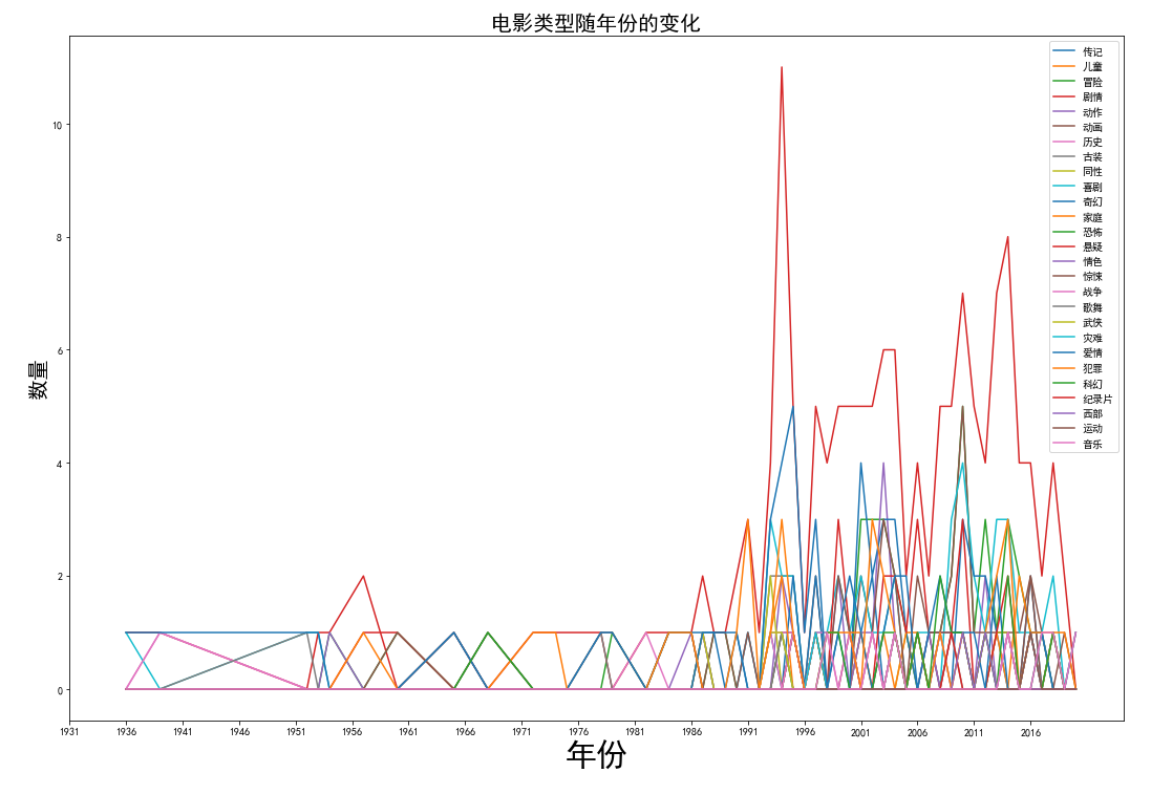 电影类型随年份的变化
传记
儿童
冒险
剧情
动作
动画
历史
古装
同性
喜剧
奇幻
家庭
恐怖
悬疑
情色
惊悚
战争
歌舞
武侠
灾难
爱情
犯罪
科幻
纪录片
西部
运动
音乐
数量
10
8
6
4
2
0
1931 1936 1941 1946 1951 1956 1961 1966 1971 1976 1981 1986 1991 1996 2001 2006 2011 2016
年份